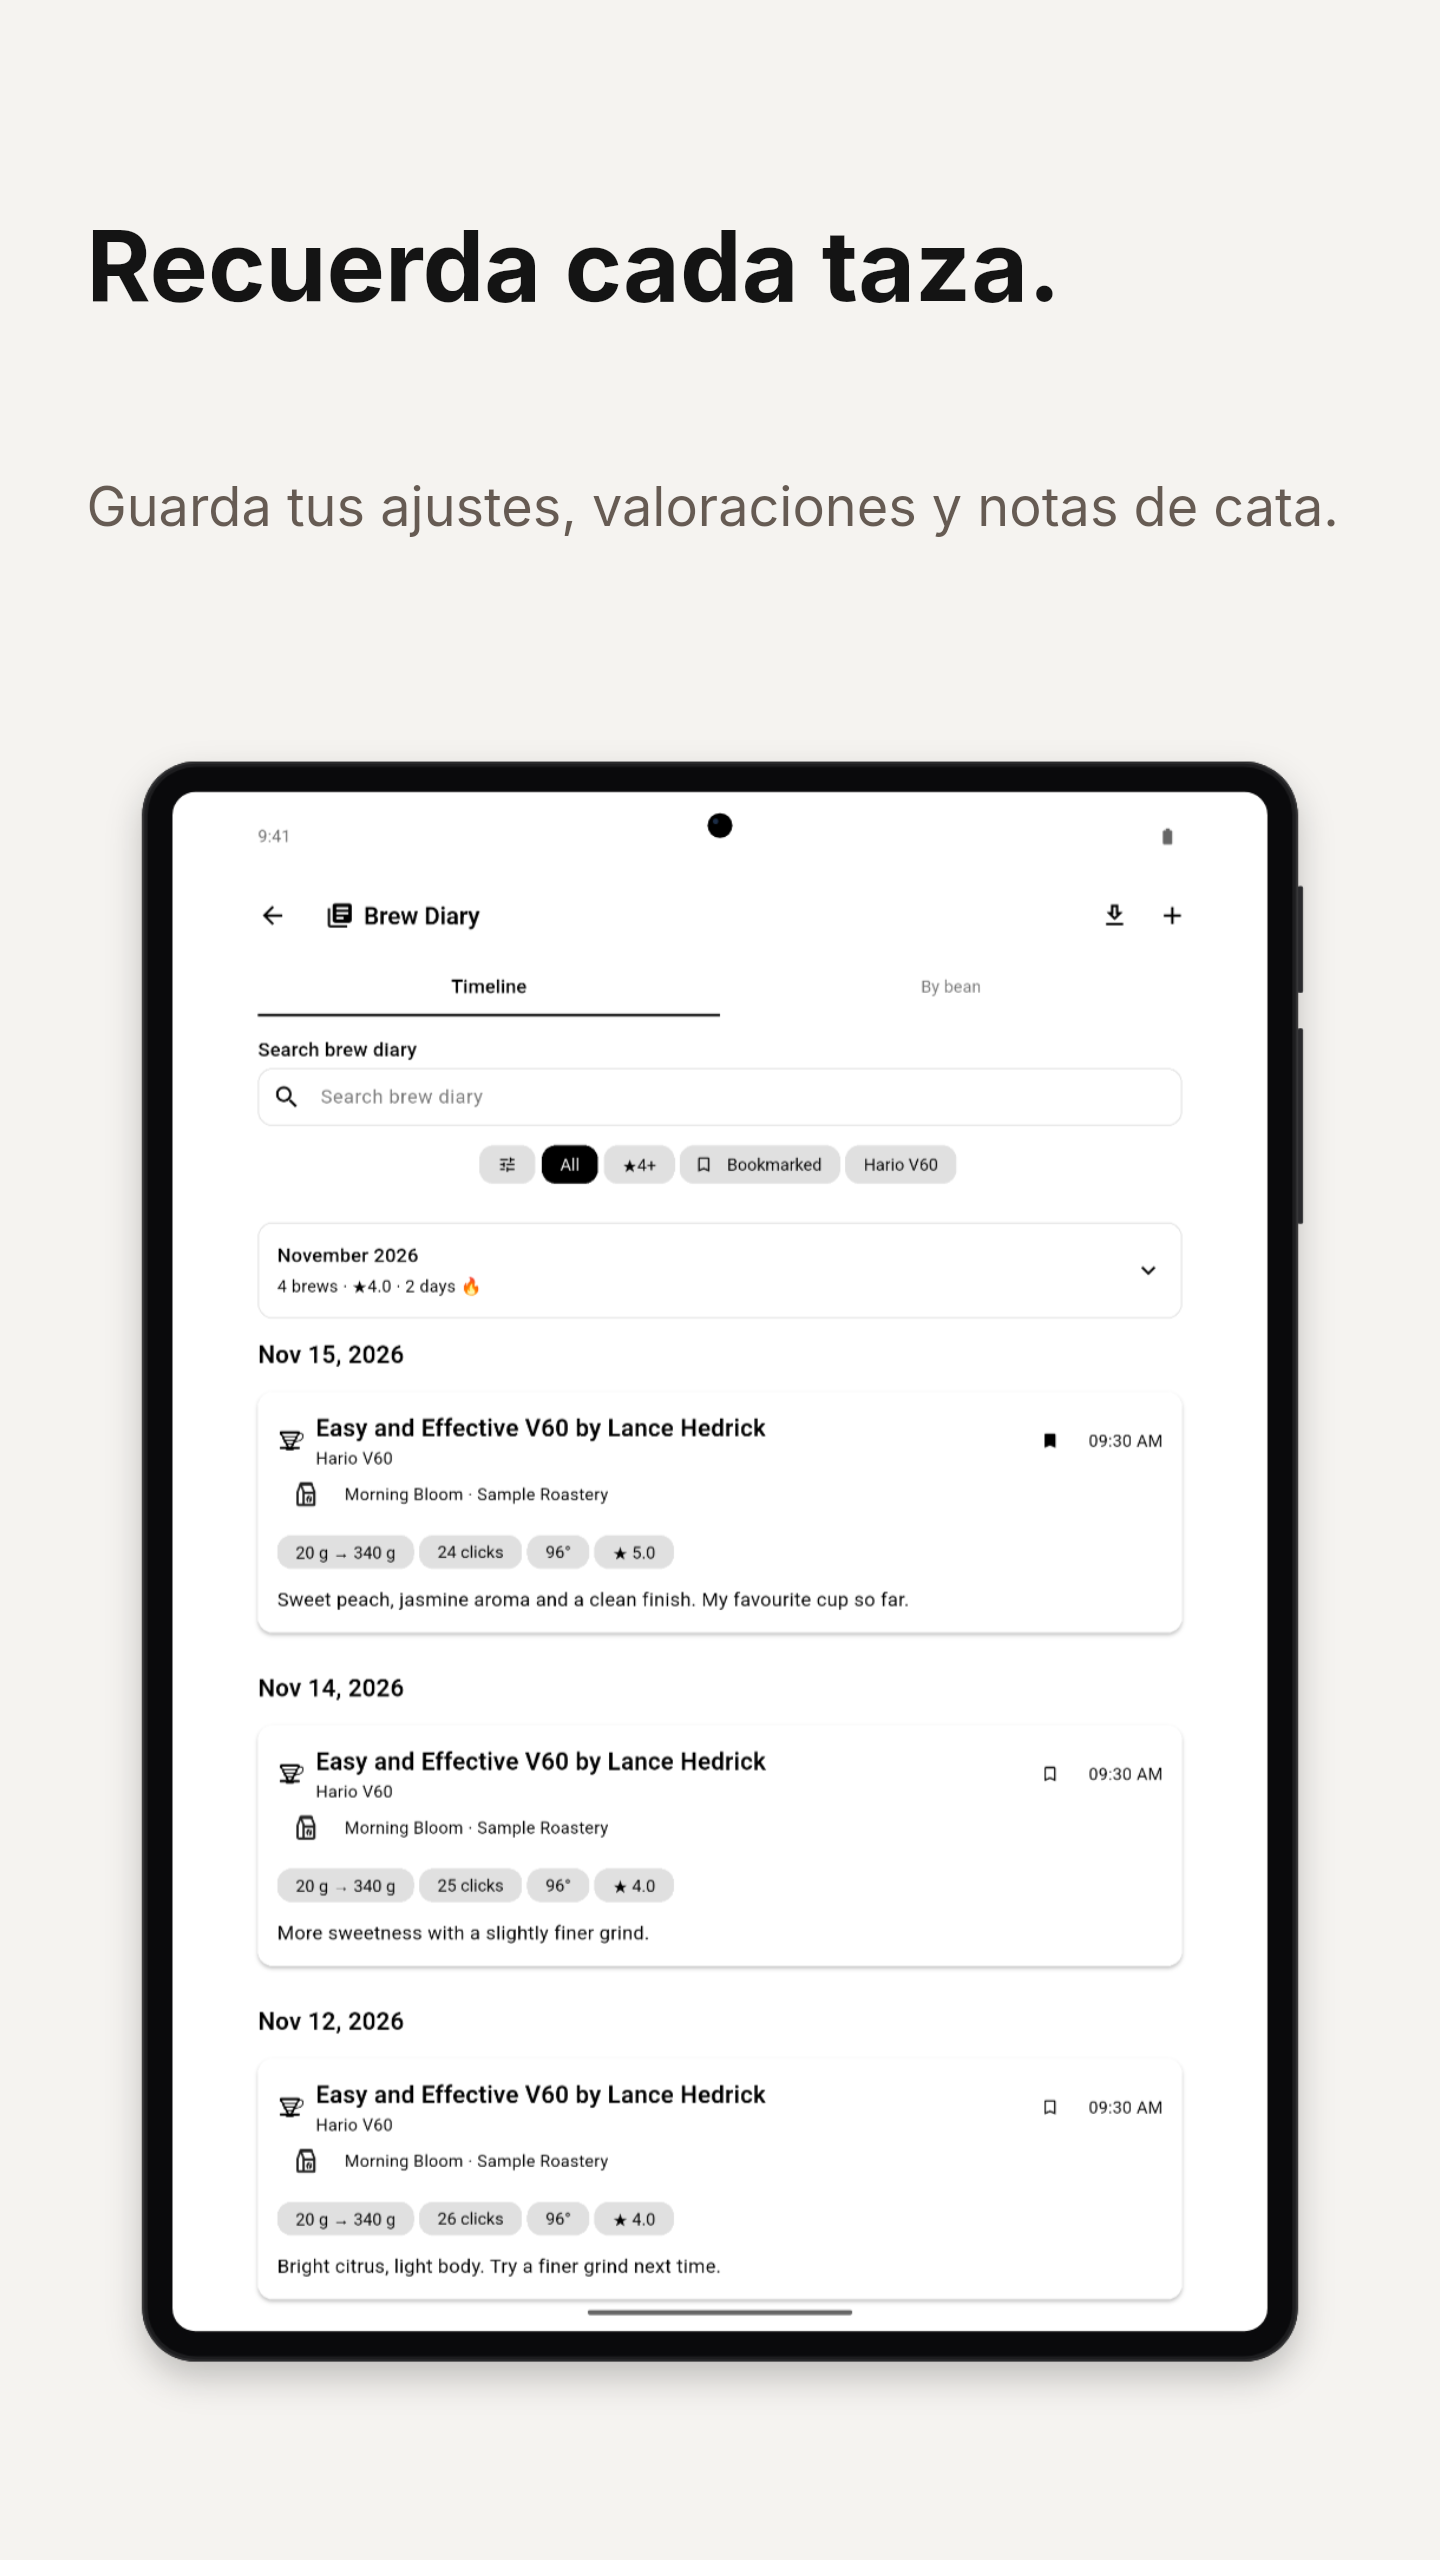 Recuerda cada taza.
Guarda tus ajustes, valoraciones y notas de cata.
9:41
Brew Diary
Timeline
By bean
Search brew diary
Search brew diary
All
★4+
Bookmarked
Hario V60
November 2026
4 brews · ★4.0 · 2 days 🔥
Nov 15, 2026
Easy and Effective V60 by Lance Hedrick
09:30 AM
Hario V60
Morning Bloom · Sample Roastery
20 g → 340 g
24 clicks
96°
★ 5.0
Sweet peach, jasmine aroma and a clean finish. My favourite cup so far.
Nov 14, 2026
Easy and Effective V60 by Lance Hedrick
09:30 AM
Hario V60
Morning Bloom · Sample Roastery
20 g → 340 g
25 clicks
96°
★ 4.0
More sweetness with a slightly finer grind.
Nov 12, 2026
Easy and Effective V60 by Lance Hedrick
09:30 AM
Hario V60
Morning Bloom · Sample Roastery
20 g → 340 g
26 clicks
96°
★ 4.0
Bright citrus, light body. Try a finer grind next time.